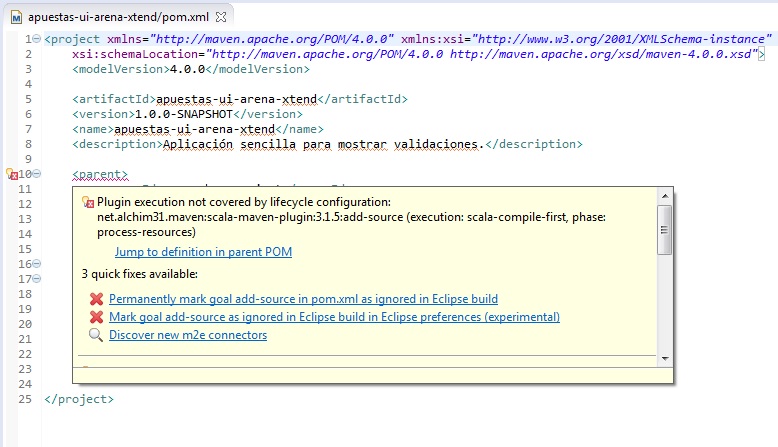 apuestas-ui-arena-xtend/pom.xml
1 <project xmlns="http://maven.apache.org/POM/4.0.0" xmlns:xsi="http://www.w3.org/2001/XMLSchema-instance"
2 xsi:schemaLocation="http://maven.apache.org/POM/4.0.0 http://maven.apache.org/xsd/maven-4.0.0.xsd">
3 <modelVersion>4.0.0</modelVersion>
4
5 <artifactId>apuestas-ui-arena-xtend</artifactId>
6 <version>1.0.0-SNAPSHOT</version>
7 <name>apuestas-ui-arena-xtend</name>
8 <description>Aplicación sencilla para mostrar validaciones.</description>
9
10 <parent>
11
12 Plugin execution not covered by lifecycle configuration:
13 net.alchim31.maven:scala-maven-plugin:3.1.5:add-source (execution: scala-compile-first, phase:
14 process-resources)
15 Jump to definition in parent POM
16
17 3 quick fixes available:
18 Permanently mark goal add-source in pom.xml as ignored in Eclipse build
19
20 Mark goal add-source as ignored in Eclipse build in Eclipse preferences (experimental)
21 Discover new m2e connectors
22
23
24
25 </project>